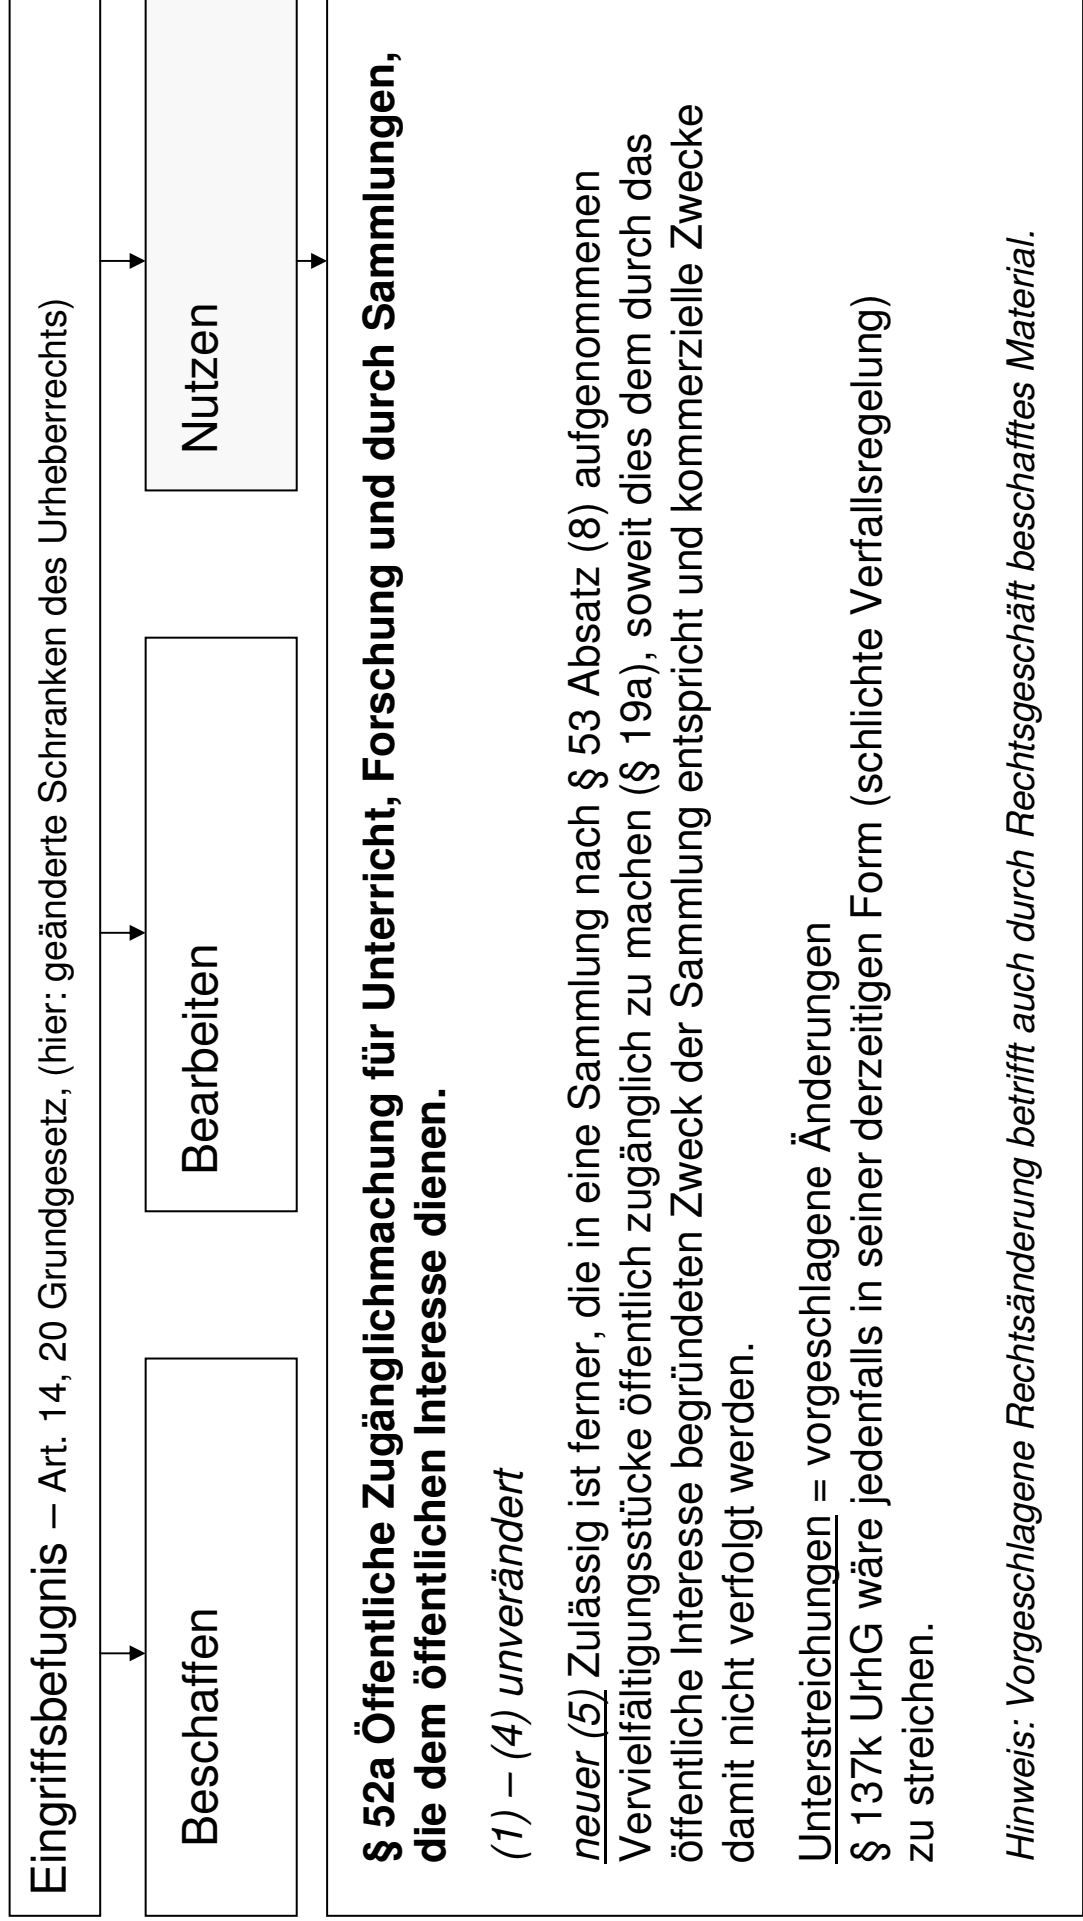 Eingriffsbefugnis – Art. 14, 20 Grundgesetz, (hier: geänderte Schranken des Urheberrechts)
Beschaffen
Bearbeiten
Nutzen
§ 52a Öffentliche Zugänglichmachung für Unterricht, Forschung und durch Sammlungen,
die dem öffentlichen Interesse dienen.
(1) – (4) unverändert
neuer (5) Zulässig ist ferner, die in eine Sammlung nach § 53 Absatz (8) aufgenommenen
Vervielfältigungsstücke öffentlich zugänglich zu machen (§ 19a), soweit dies dem durch das
öffentliche Interesse begründeten Zweck der Sammlung entspricht und kommerzielle Zwecke
damit nicht verfolgt werden.
Unterstreichungen = vorgeschlagene Änderungen
§ 137k UrhG wäre jedenfalls in seiner derzeitigen Form (schlichte Verfallsregelung)
zu streichen.
Hinweis: Vorgeschlagene Rechtsänderung betrifft auch durch Rechtsgeschäft beschafftes Material.